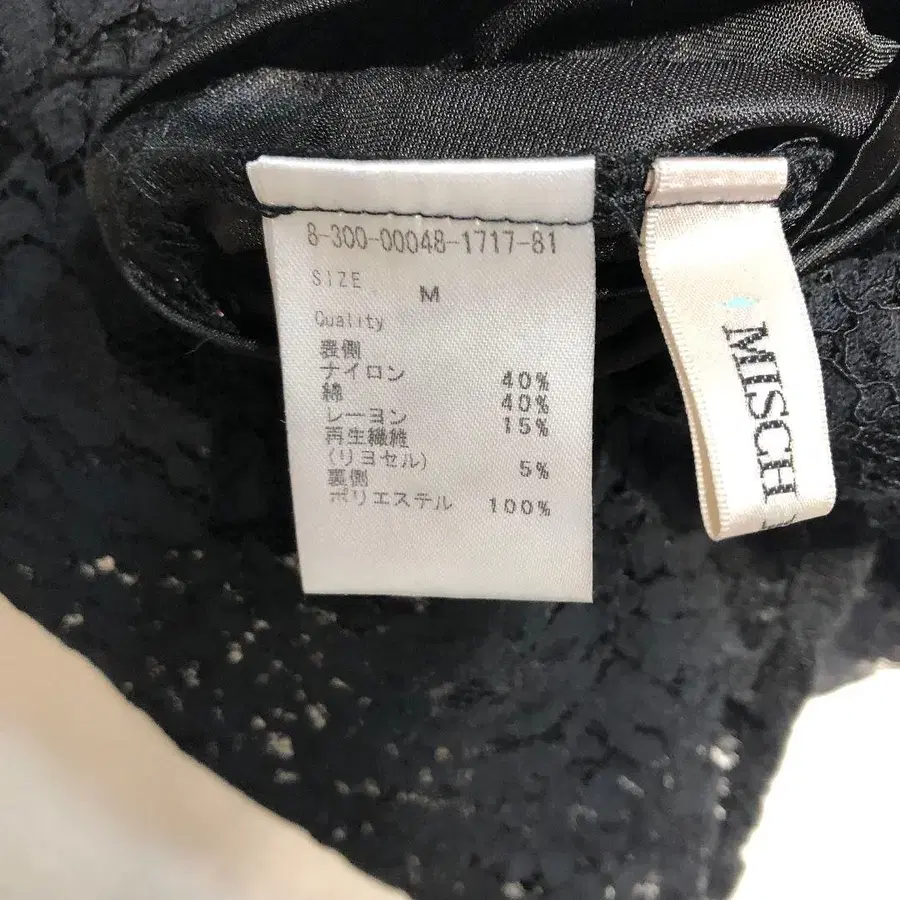 8-300-00048-1717-81
SIZE M
Quality
表側
ナイロン 40%
綿 40%
レーヨン 15%
再生繊維
(リヨセル) 5%
裏側
ポリエステル 100%
MISCH